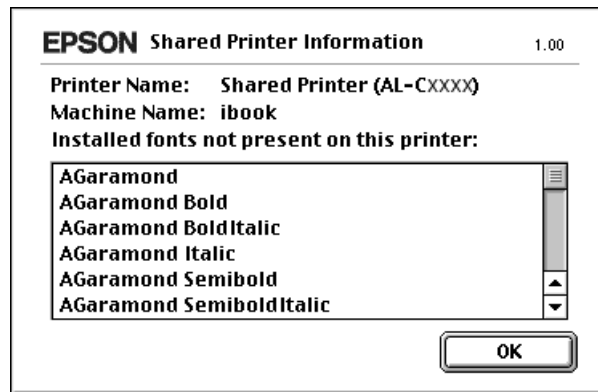 EPSON Shared Printer Information 1.00
Printer Name: Shared Printer (AL-CXXXX)
Machine Name: ibook
Installed fonts not present on this printer:
AGaramond
AGaramond Bold
AGaramond BoldItalic
AGaramond Italic
AGaramond Semibold
AGaramond SemiboldItalic
OK